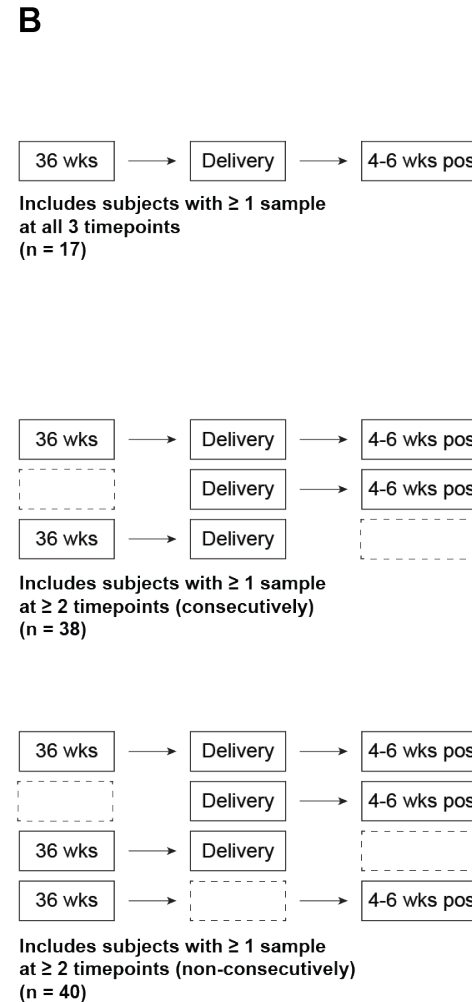 B
36 wks Delivery 4-6 wks pos
Includes subjects with ≥ 1 sample
at all 3 timepoints
(n = 17)
36 wks Delivery 4-6 wks pos
Delivery 4-6 wks pos
36 wks Delivery
Includes subjects with ≥ 1 sample
at ≥ 2 timepoints (consecutively)
(n = 38)
36 wks Delivery 4-6 wks pos
Delivery 4-6 wks pos
36 wks Delivery
36 wks 4-6 wks pos
Includes subjects with ≥ 1 sample
at ≥ 2 timepoints (non-consecutively)
(n = 40)